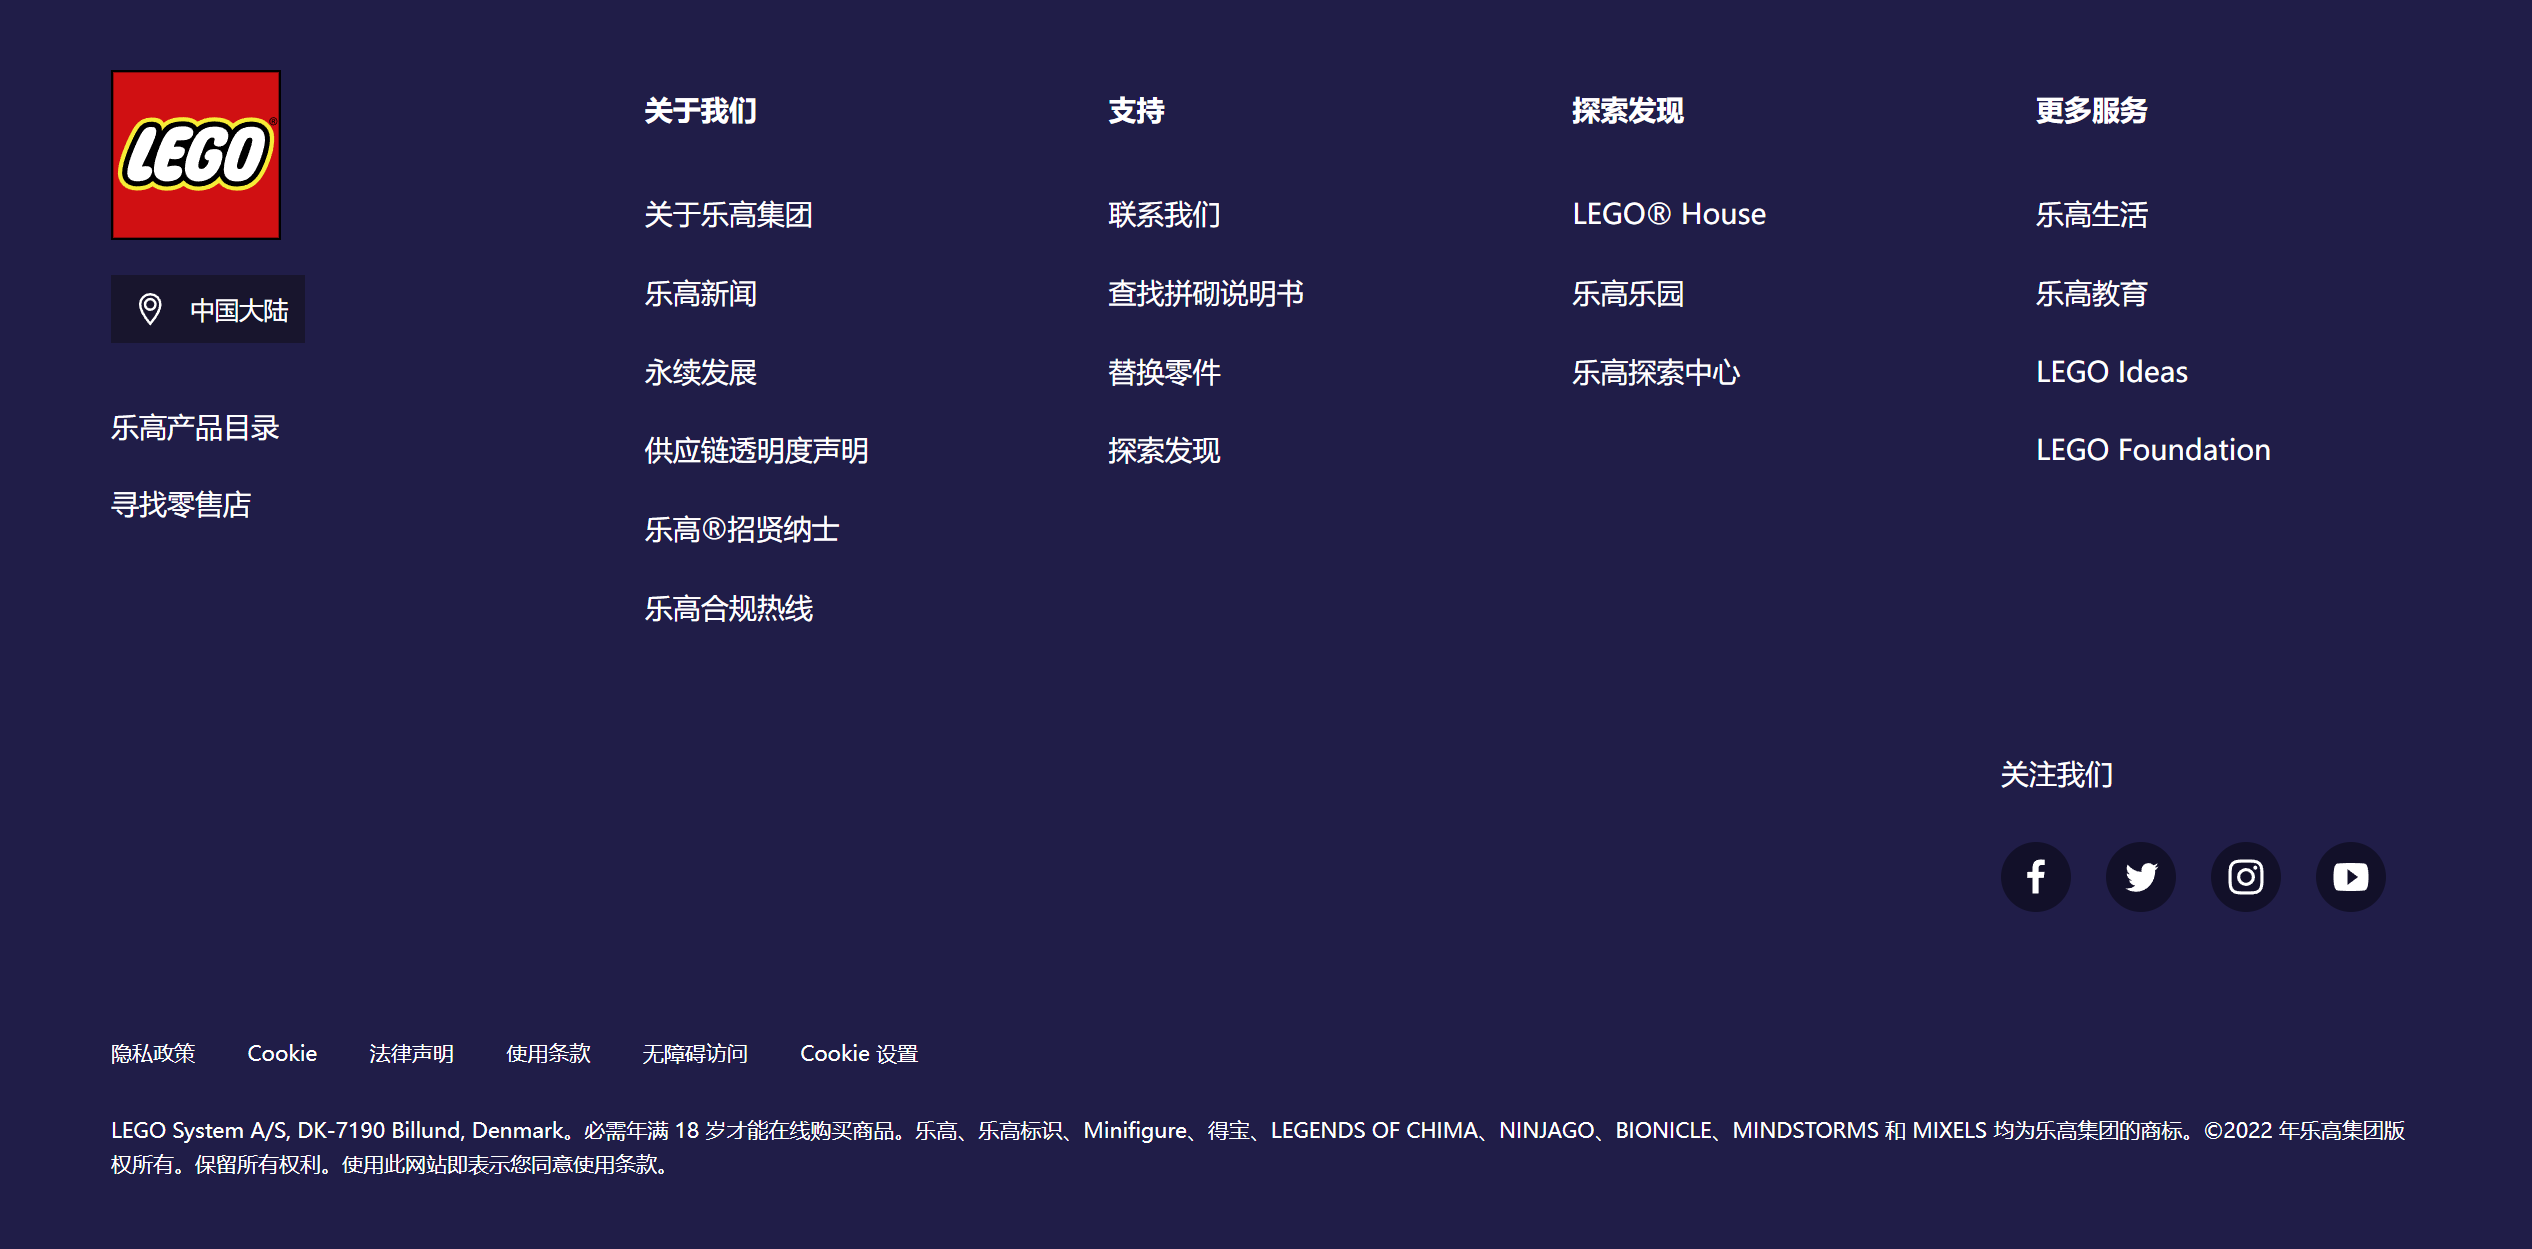 LEGO®
中国大陆
乐高产品目录
寻找零售店
关于我们
关于乐高集团
乐高新闻
永续发展
供应链透明度声明
乐高®招贤纳士
乐高合规热线
支持
联系我们
查找拼砌说明书
替换零件
探索发现
探索发现
LEGO® House
乐高乐园
乐高探索中心
更多服务
乐高生活
乐高教育
LEGO Ideas
LEGO Foundation
关注我们
隐私政策 Cookie 法律声明 使用条款 无障碍访问 Cookie 设置
LEGO System A/S, DK-7190 Billund, Denmark。必需年满 18 岁才能在线购买商品。乐高、乐高标识、Minifigure、得宝、LEGENDS OF CHIMA、NINJAGO、BIONICLE、MINDSTORMS 和 MIXELS 均为乐高集团的商标。©2022 年乐高集团版
权所有。保留所有权利。使用此网站即表示您同意使用条款。